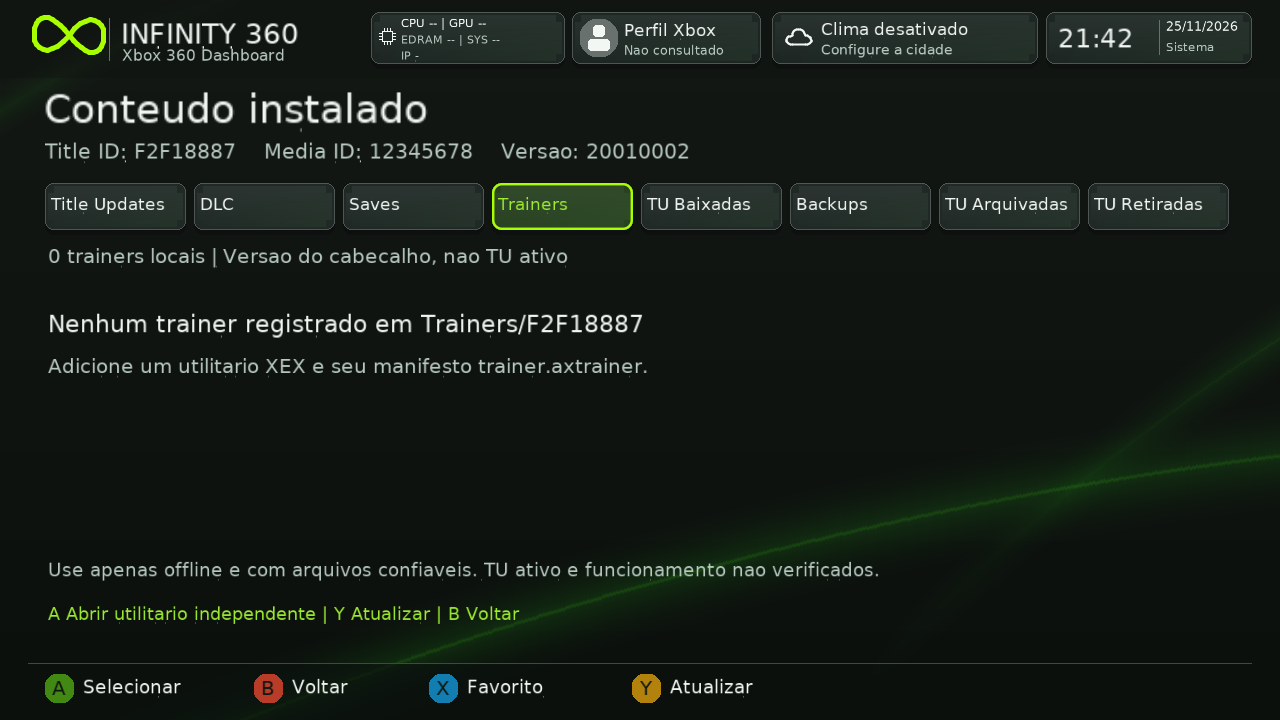 INFINITY 360
Xbox 360 Dashboard
CPU -- | GPU --
EDRAM -- | SYS --
IP -
Perfil Xbox
Nao consultado
Clima desativado
Configure a cidade
21:42
25/11/2026
Sistema
Conteudo instalado
Title ID: F2F18887 Media ID: 12345678 Versao: 20010002
Title Updates DLC Saves Trainers TU Baixadas Backups TU Arquivadas TU Retiradas
0 trainers locais | Versao do cabecalho, nao TU ativo
Nenhum trainer registrado em Trainers/F2F18887
Adicione um utilitario XEX e seu manifesto trainer.axtrainer.
Use apenas offline e com arquivos confiaveis. TU ativo e funcionamento nao verificados.
A Abrir utilitario independente | Y Atualizar | B Voltar
A Selecionar B Voltar X Favorito Y Atualizar